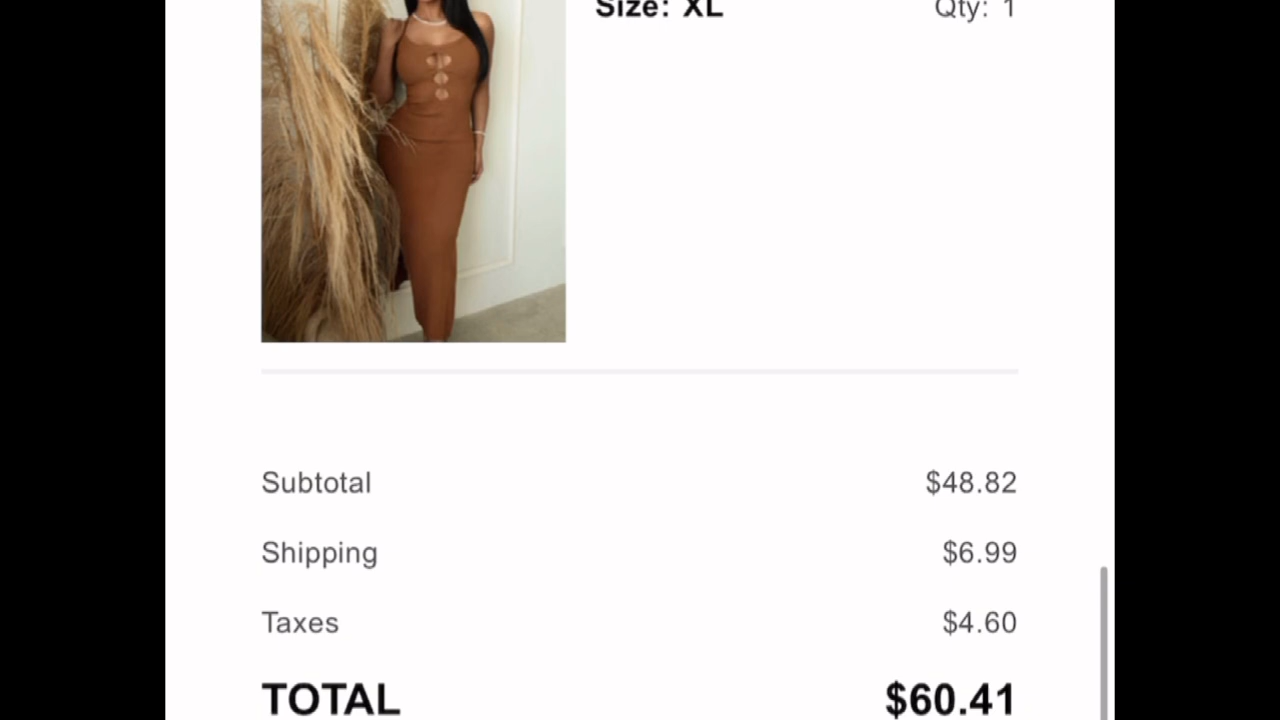 Size: XL Qty: 1
Subtotal $48.82
Shipping $6.99
Taxes $4.60
TOTAL $60.41